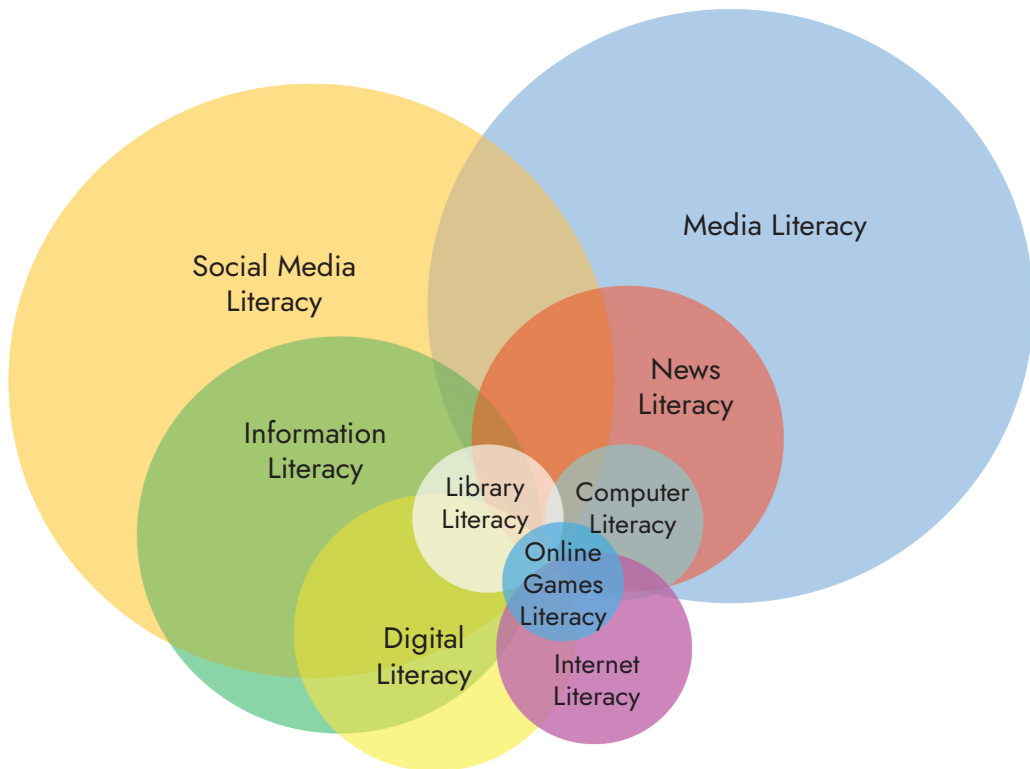 Media Literacy
Social Media
Literacy
News
Literacy
Information
Literacy
Library
Literacy
Computer
Literacy
Online
Games
Literacy
Digital
Literacy
Internet
Literacy